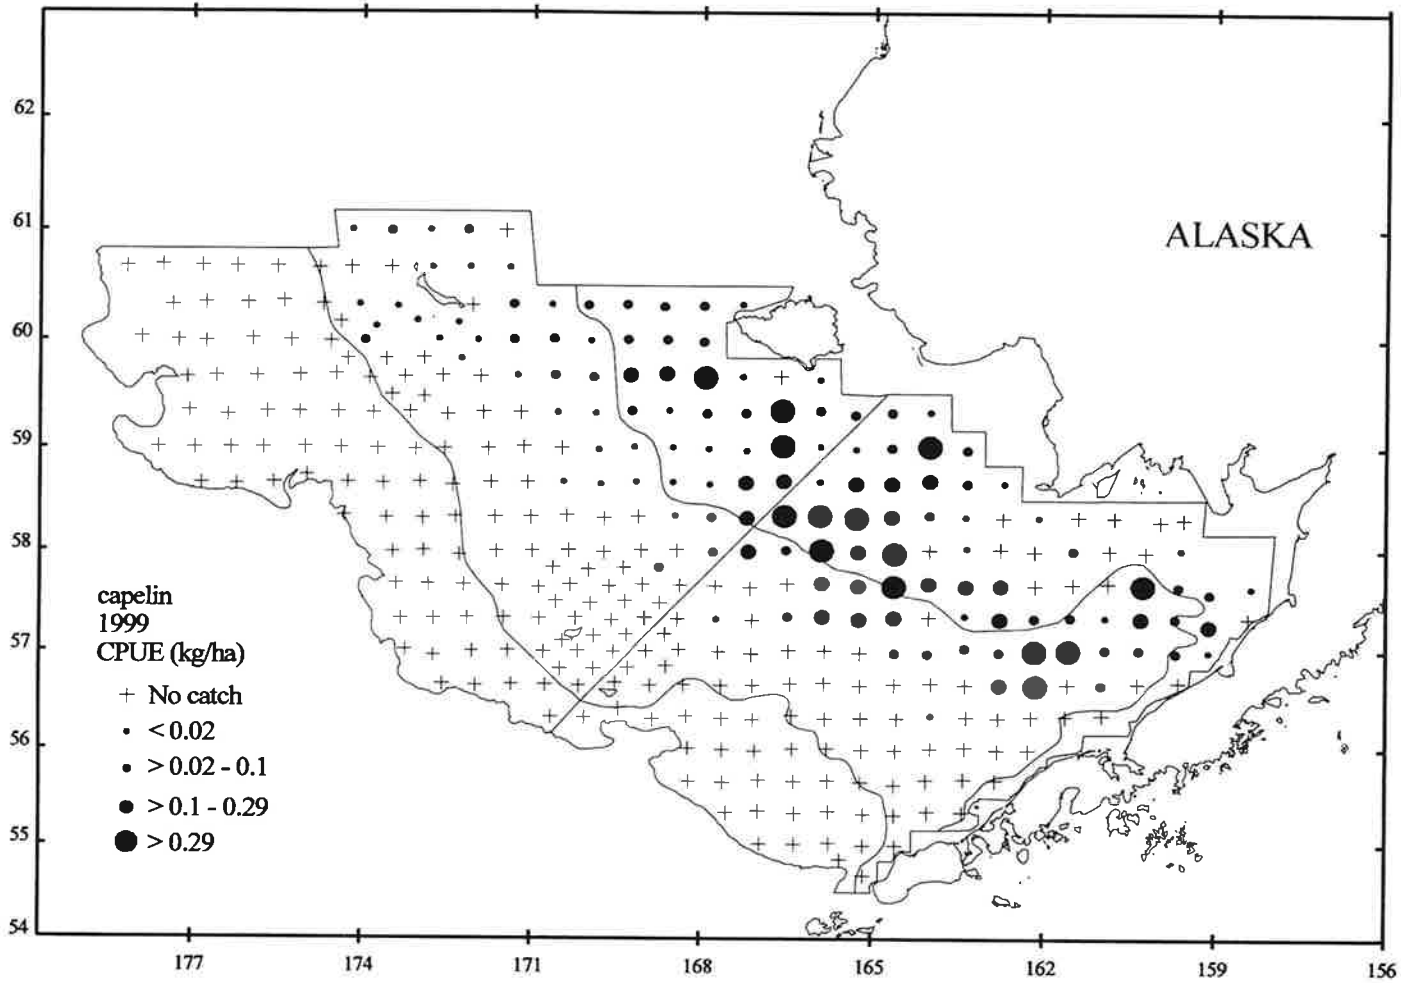 62
61
60
59
58
57
56
55
54
ALASKA
capelin
1999
CPUE (kg/ha)
+ No catch
< 0.02
> 0.02 - 0.1
> 0.1 - 0.29
> 0.29
177 174 171 168 165 162 159 156